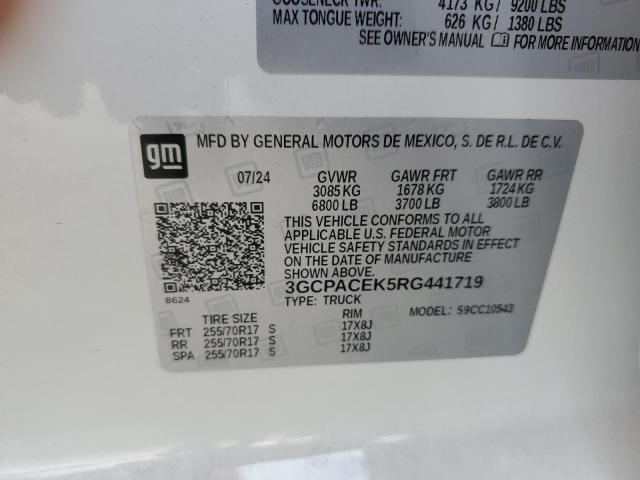 GOOSENECK TWR: 4173 KG / 9200 LBS
MAX TONGUE WEIGHT: 626 KG / 1380 LBS
SEE OWNER'S MANUAL FOR MORE INFORMATION
gm
MFD BY GENERAL MOTORS DE MEXICO, S. DE R.L. DE C.V.
07/24 GVWR GAWR FRT GAWR RR
3085 KG 1678 KG 1724 KG
6800 LB 3700 LB 3800 LB
THIS VEHICLE CONFORMS TO ALL
APPLICABLE U.S. FEDERAL MOTOR
VEHICLE SAFETY STANDARDS IN EFFECT
ON THE DATE OF MANUFACTURE
SHOWN ABOVE.
3GCPACEK5RG441719
8624
TYPE: TRUCK MODEL: 59CC10543
TIRE SIZE RIM
FRT 255/70R17 S 17X8J
RR 255/70R17 S 17X8J
SPA 255/70R17 S 17X8J